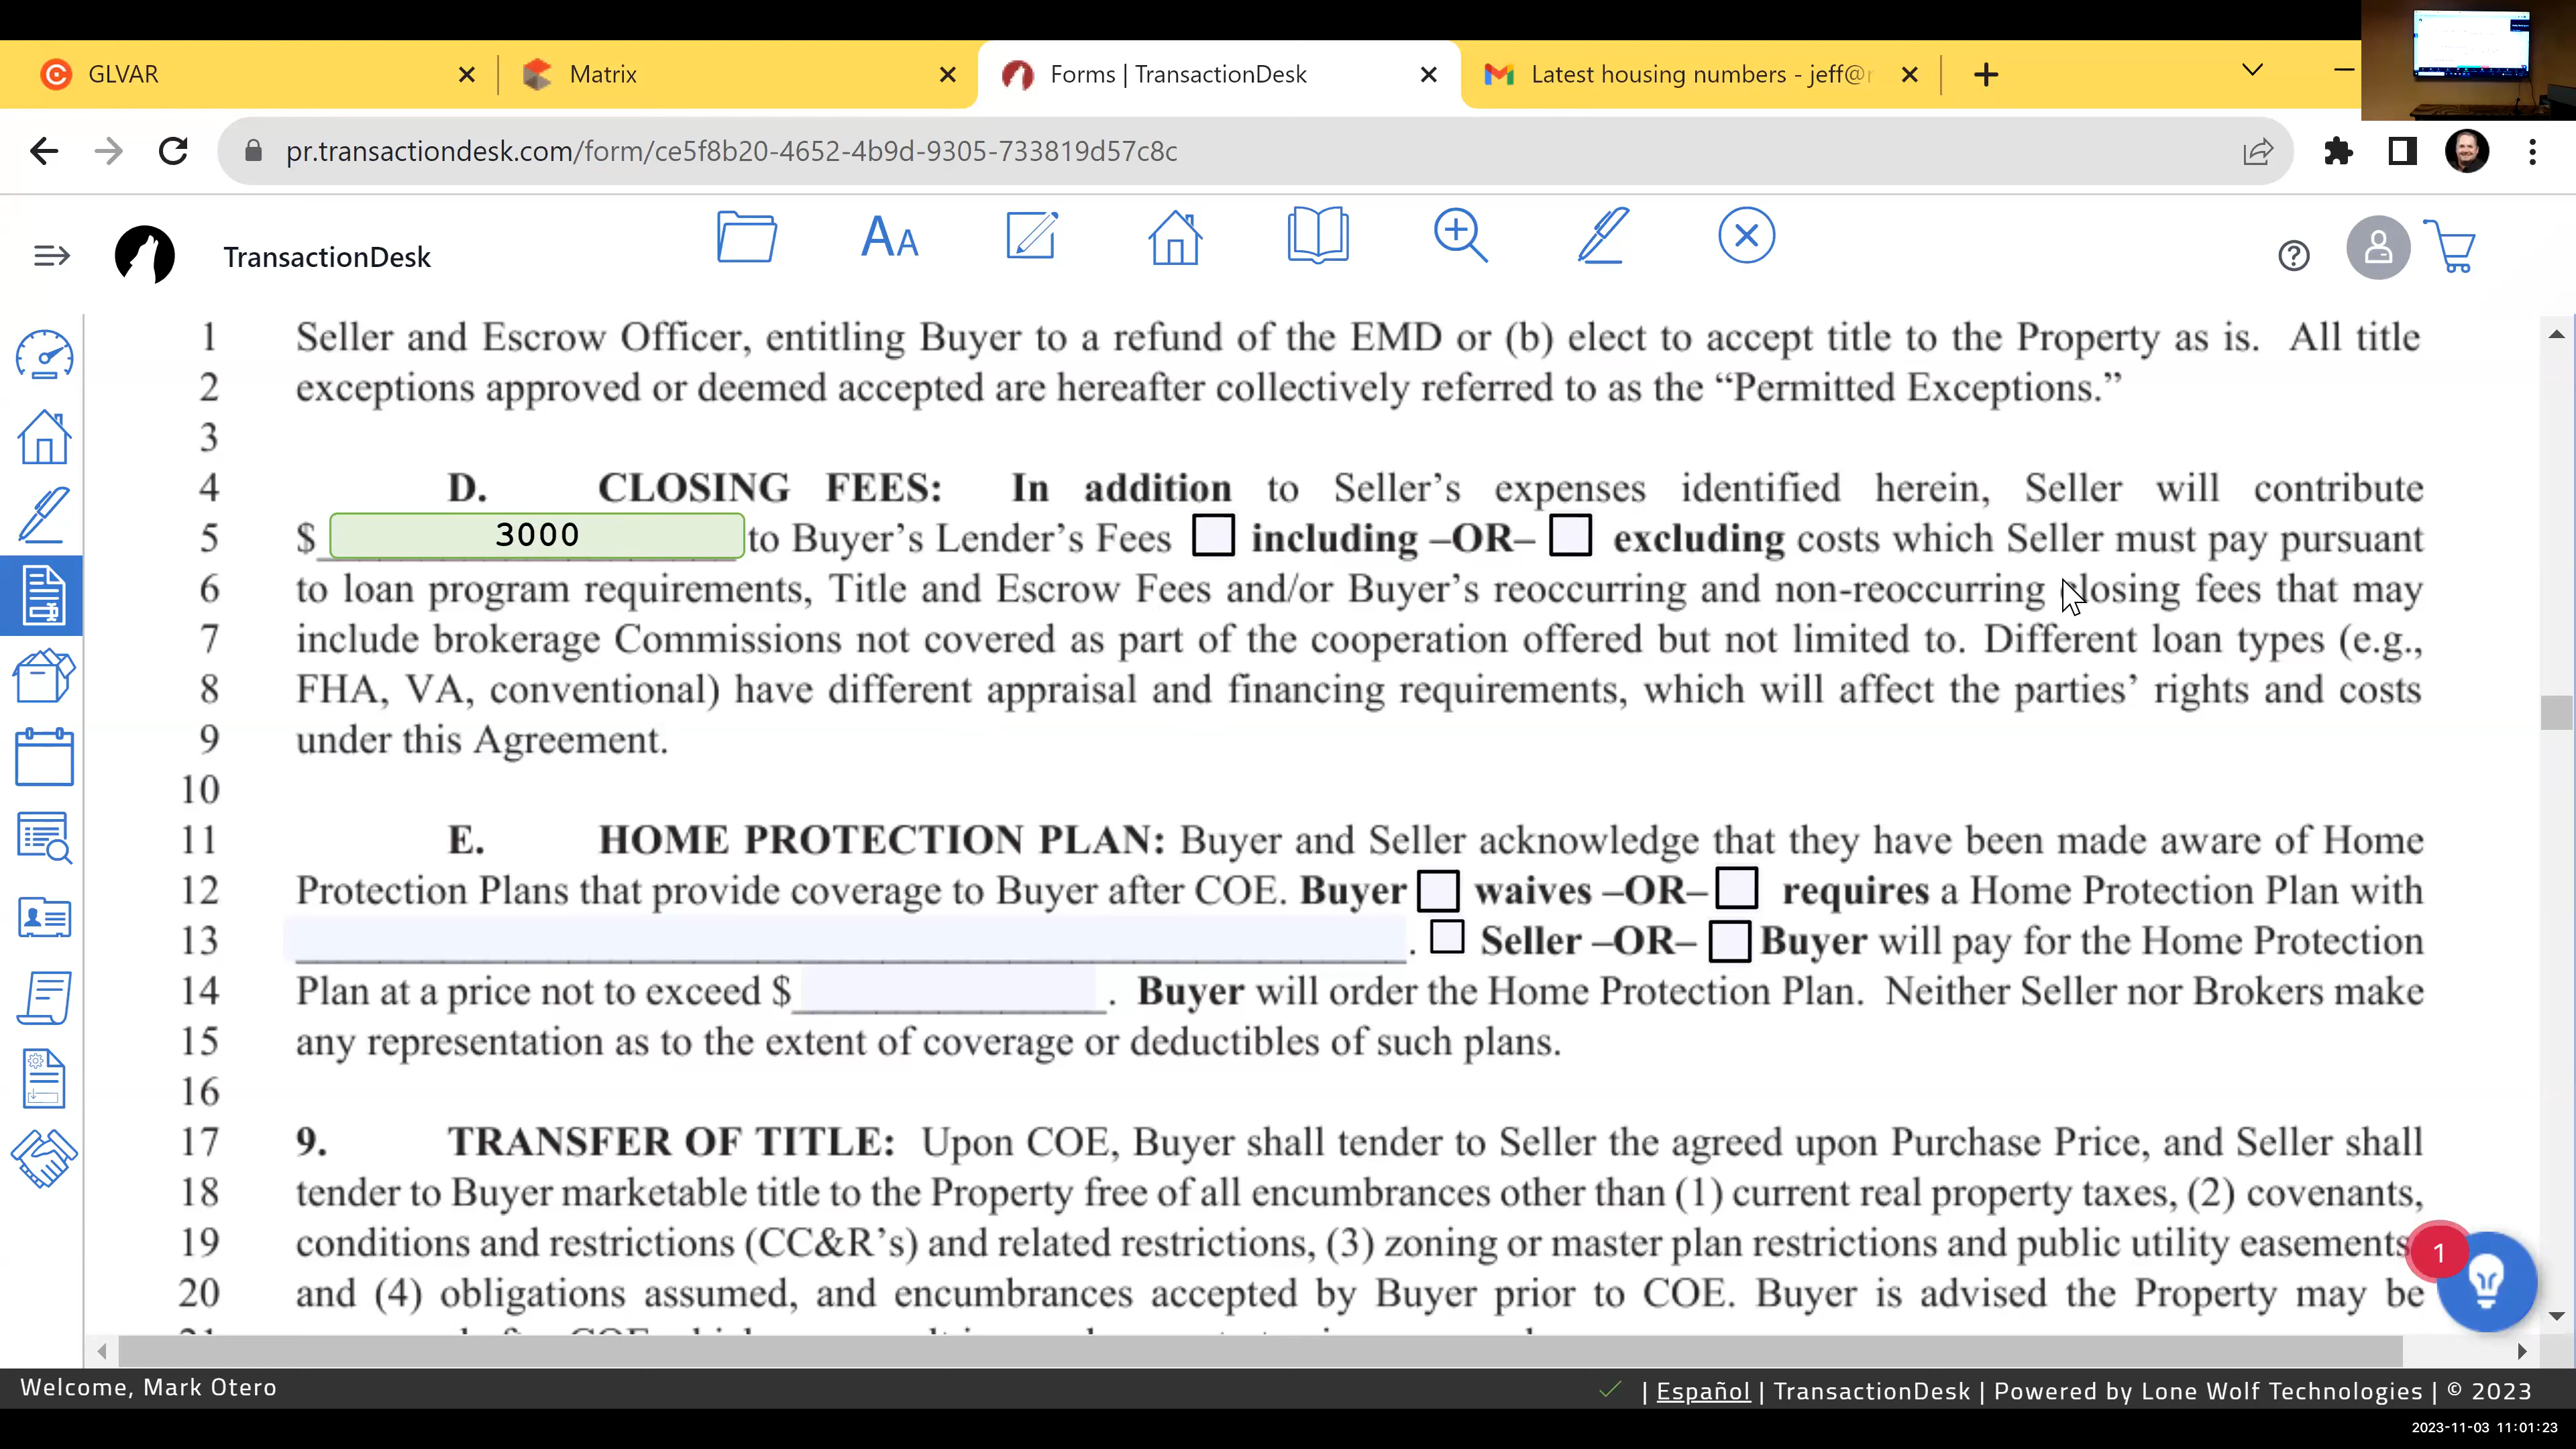 GLVAR
Matrix
Forms | TransactionDesk
Latest housing numbers - jeff@
pr.transactiondesk.com/form/ce5f8b20-4652-4b9d-9305-733819d57c8c
TransactionDesk
1 Seller and Escrow Officer, entitling Buyer to a refund of the EMD or (b) elect to accept title to the Property as is. All title
2 exceptions approved or deemed accepted are hereafter collectively referred to as the “Permitted Exceptions.”
3
4 D. CLOSING FEES: In addition to Seller’s expenses identified herein, Seller will contribute
5 $ 3000 to Buyer’s Lender’s Fees including –OR– excluding costs which Seller must pay pursuant
6 to loan program requirements, Title and Escrow Fees and/or Buyer’s reoccurring and non-reoccurring closing fees that may
7 include brokerage Commissions not covered as part of the cooperation offered but not limited to. Different loan types (e.g.,
8 FHA, VA, conventional) have different appraisal and financing requirements, which will affect the parties’ rights and costs
9 under this Agreement.
10
11 E. HOME PROTECTION PLAN: Buyer and Seller acknowledge that they have been made aware of Home
12 Protection Plans that provide coverage to Buyer after COE. Buyer waives –OR– requires a Home Protection Plan with
13 . Seller –OR– Buyer will pay for the Home Protection
14 Plan at a price not to exceed $ . Buyer will order the Home Protection Plan. Neither Seller nor Brokers make
15 any representation as to the extent of coverage or deductibles of such plans.
16
17 9. TRANSFER OF TITLE: Upon COE, Buyer shall tender to Seller the agreed upon Purchase Price, and Seller shall
18 tender to Buyer marketable title to the Property free of all encumbrances other than (1) current real property taxes, (2) covenants,
19 conditions and restrictions (CC&R’s) and related restrictions, (3) zoning or master plan restrictions and public utility easements
20 and (4) obligations assumed, and encumbrances accepted by Buyer prior to COE. Buyer is advised the Property may be
1
Welcome, Mark Otero
| Español | TransactionDesk | Powered by Lone Wolf Technologies | © 2023
2023-11-03 11:01:23